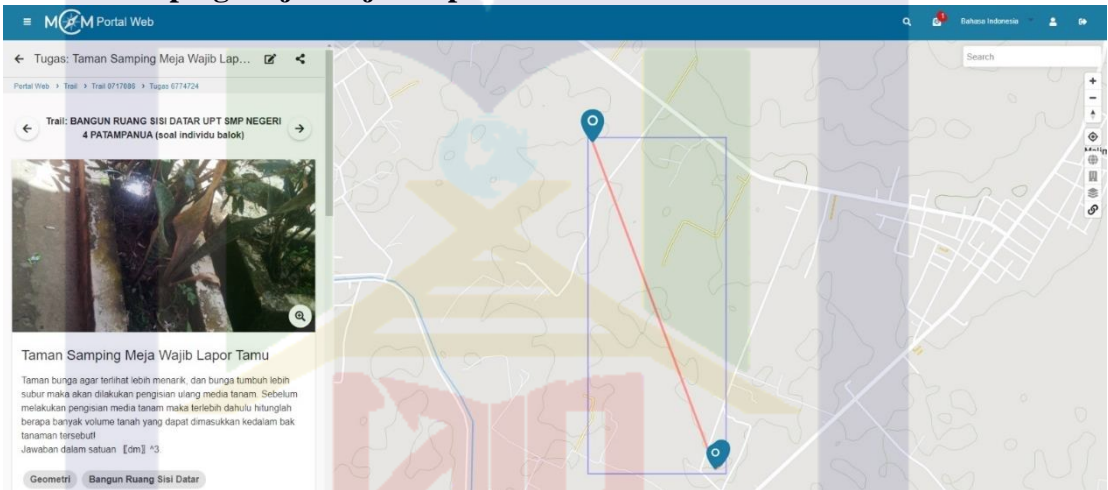 MCM Portal Web
1
Bahasa Indonesia
Tugas: Taman Samping Meja Wajib Lap...
Search
Portal Web > Trail > Trail 0717686 > Tugas 6774724
Trail: BANGUN RUANG SISI DATAR UPT SMP NEGERI
4 PATAMPANUA (soal individu balok)
Taman Samping Meja Wajib Lapor Tamu
Taman bunga agar terlihat lebih menarik, dan bunga tumbuh lebih
subur maka akan dilakukan pengisian ulang media tanam. Sebelum
melakukan pengisian media tanam maka terlebih dahulu hitunglah
berapa banyak volume tanah yang dapat dimasukkan kedalam bak
tanaman tersebut!
Jawaban dalam satuan 〖dm〗 ^3.
Geometri
Bangun Ruang Sisi Datar